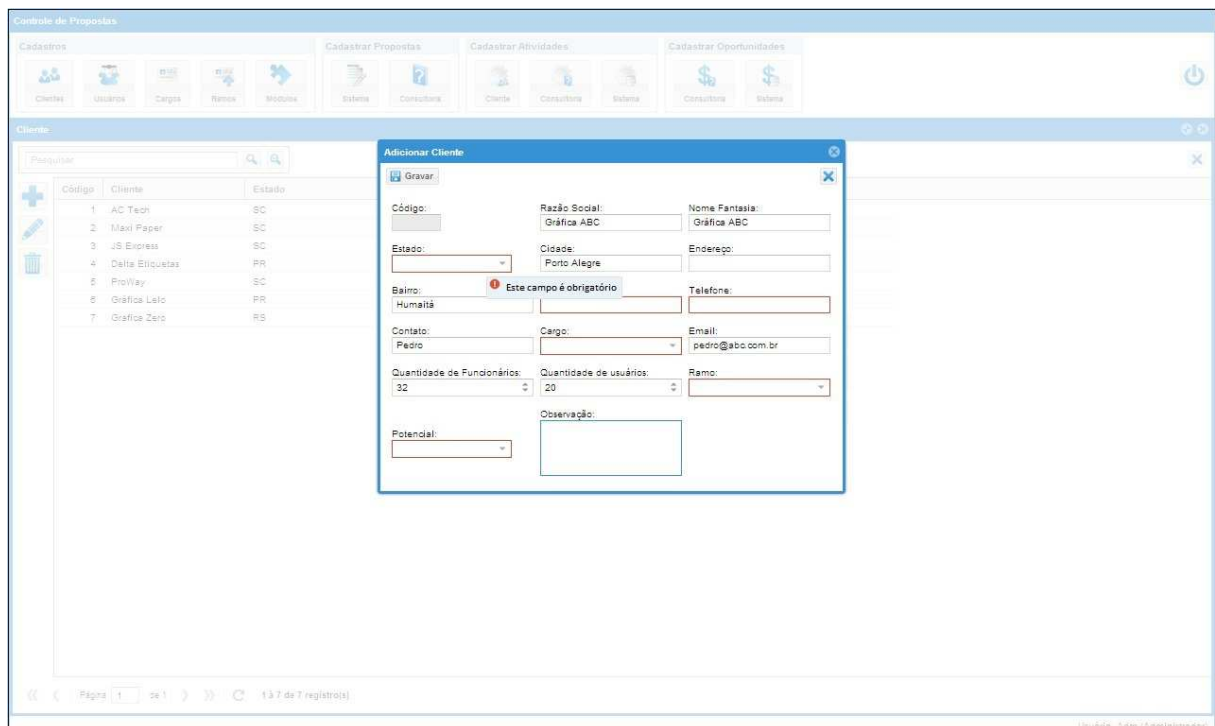 Controle de Propostas
Cadastros Cadastrar Propostas Cadastrar Atividades Cadastrar Oportunidades
Clientes Usuários Cargos Ramos Módulos Sistema Consultoria Cliente Consultoria Sistema Consultoria Sistema
Cliente
Pesquisar
Código Cliente Estado
1 AC Tech SC
2 Maxi Paper SC
3 JS Express SC
4 Delta Etiquetas PR
5 ProWay SC
6 Gráfica Lelo PR
7 Grafica Zero RS
Adicionar Cliente
Gravar
Código: Razão Social: Nome Fantasia:
Gráfica ABC Gráfica ABC
Estado: Cidade: Endereço:
Porto Alegre
Este campo é obrigatório
Bairro: Telefone:
Humaitá
Contato: Cargo: Email:
Pedro pedro@abc.com.br
Quantidade de Funcionários: Quantidade de usuários: Ramo:
32 20
Observação:
Potencial:
Página 1 de 1 1 à 7 de 7 registro(s)
Usuário: Adm (Administrador)